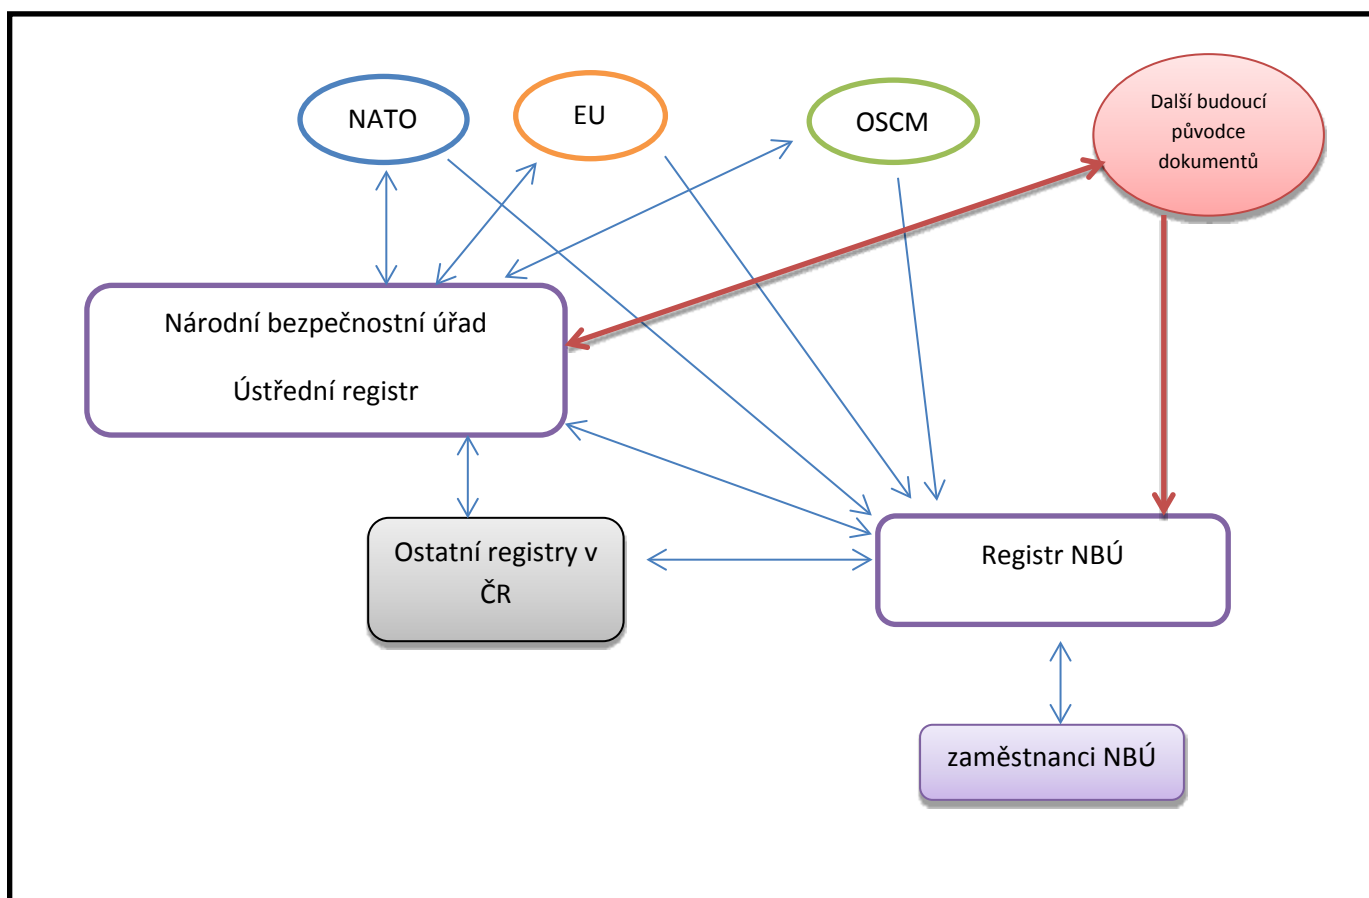 NATO
EU
OSCM
Další budoucí
původce
dokumentů
Národní bezpečnostní úřad
Ústřední registr
Ostatní registry v
ČR
Registr NBÚ
zaměstnanci NBÚ